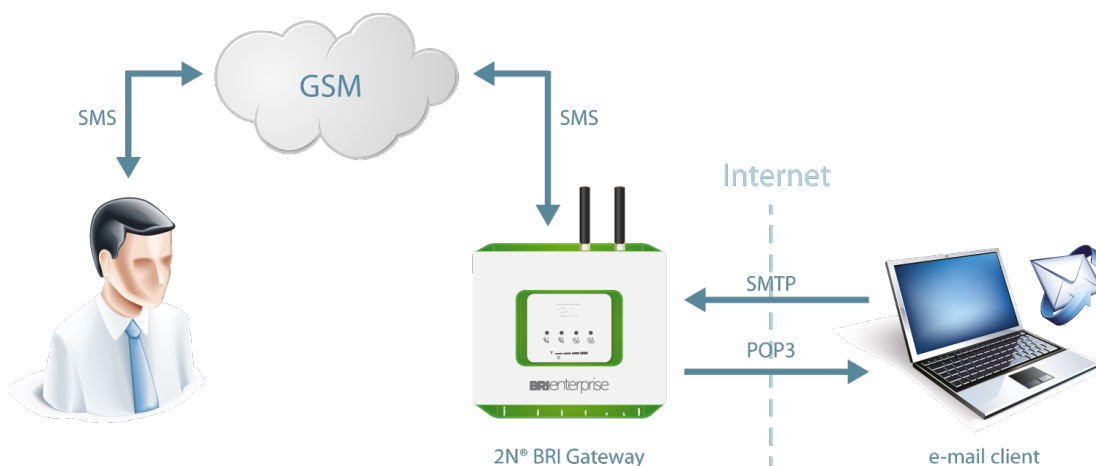 GSM
SMS
SMS
Internet
SMTP
POP3
BRIenterprise
2N® BRI Gateway
e-mail client